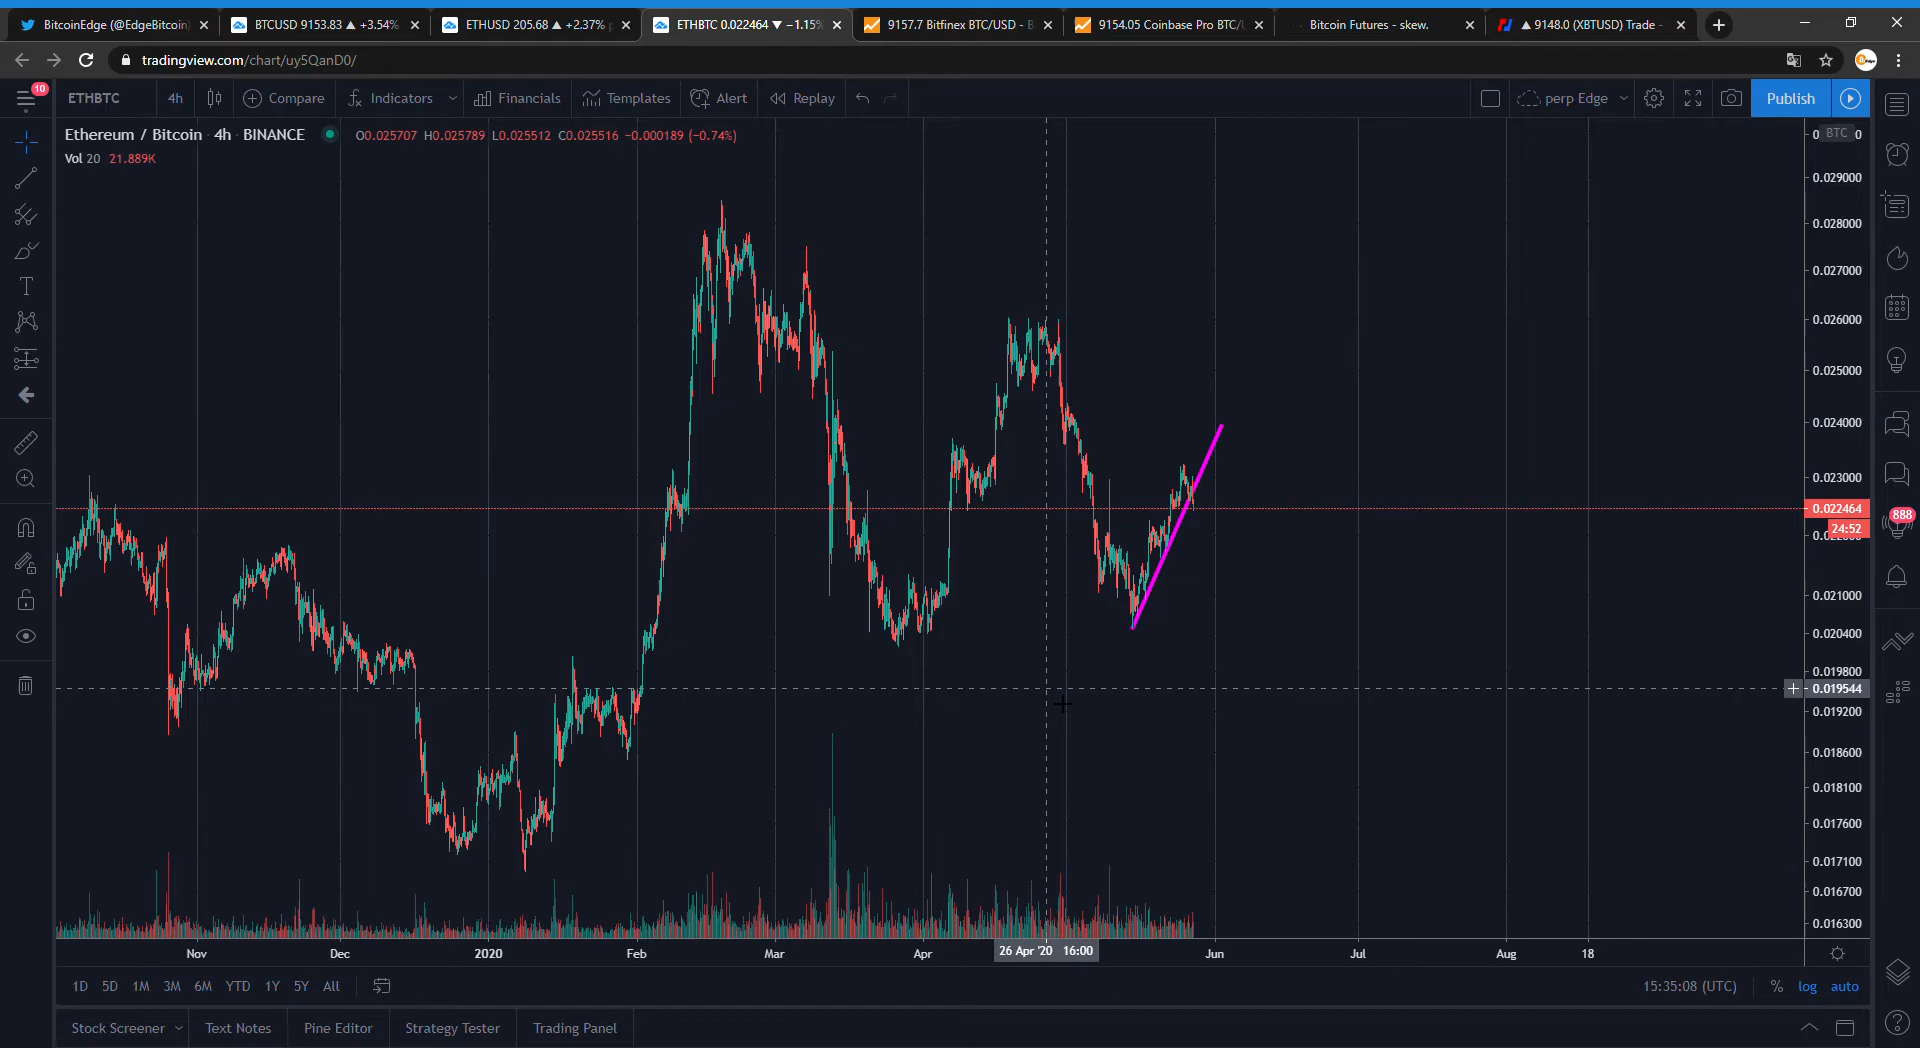 BitcoinEdge (@EdgeBitcoin)
BTCUSD 9153.83 ▲ +3.54%
ETHUSD 205.68 ▲ +2.37%
ETHBTC 0.022464 ▼ −1.15%
9157.7 Bitfinex BTC/USD - B
9154.05 Coinbase Pro BTC/
Bitcoin Futures - skew.
▲ 9148.0 (XBTUSD) Trade -
tradingview.com/chart/uy5QanD0/
10
ETHBTC 4h Compare Indicators Financials Templates Alert Replay perp Edge Publish
Ethereum / Bitcoin · 4h · BINANCE O0.025707 H0.025789 L0.025512 C0.025516 −0.000189 (−0.74%)
Vol 20 21.889K
BTC
0.029000
0.028000
0.027000
0.026000
0.025000
0.024000
0.023000
0.022464
24:52
0.021000
0.020400
0.019800
0.019544
0.019200
0.018600
0.018100
0.017600
0.017100
0.016700
0.016300
888
Nov Dec 2020 Feb Mar Apr 26 Apr '20 16:00 Jun Jul Aug 18
1D 5D 1M 3M 6M YTD 1Y 5Y All 15:35:08 (UTC) % log auto
Stock Screener Text Notes Pine Editor Strategy Tester Trading Panel